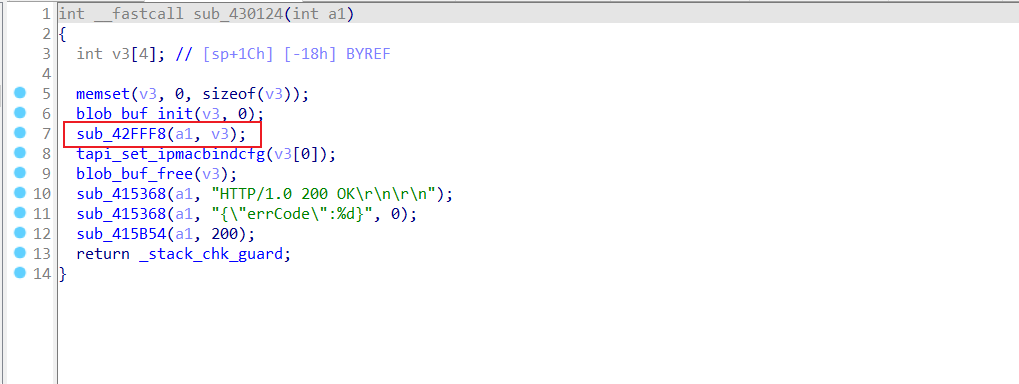 1 int __fastcall sub_430124(int a1)
2 {
3 int v3[4]; // [sp+1Ch] [-18h] BYREF
4
5 memset(v3, 0, sizeof(v3));
6 blob_buf_init(v3, 0);
7 sub_42FFF8(a1, v3);
8 tapi_set_ipmacbindcfg(v3[0]);
9 blob_buf_free(v3);
10 sub_415368(a1, "HTTP/1.0 200 OK\r\n\r\n");
11 sub_415368(a1, "{\"errCode\":%d}", 0);
12 sub_415B54(a1, 200);
13 return _stack_chk_guard;
14 }